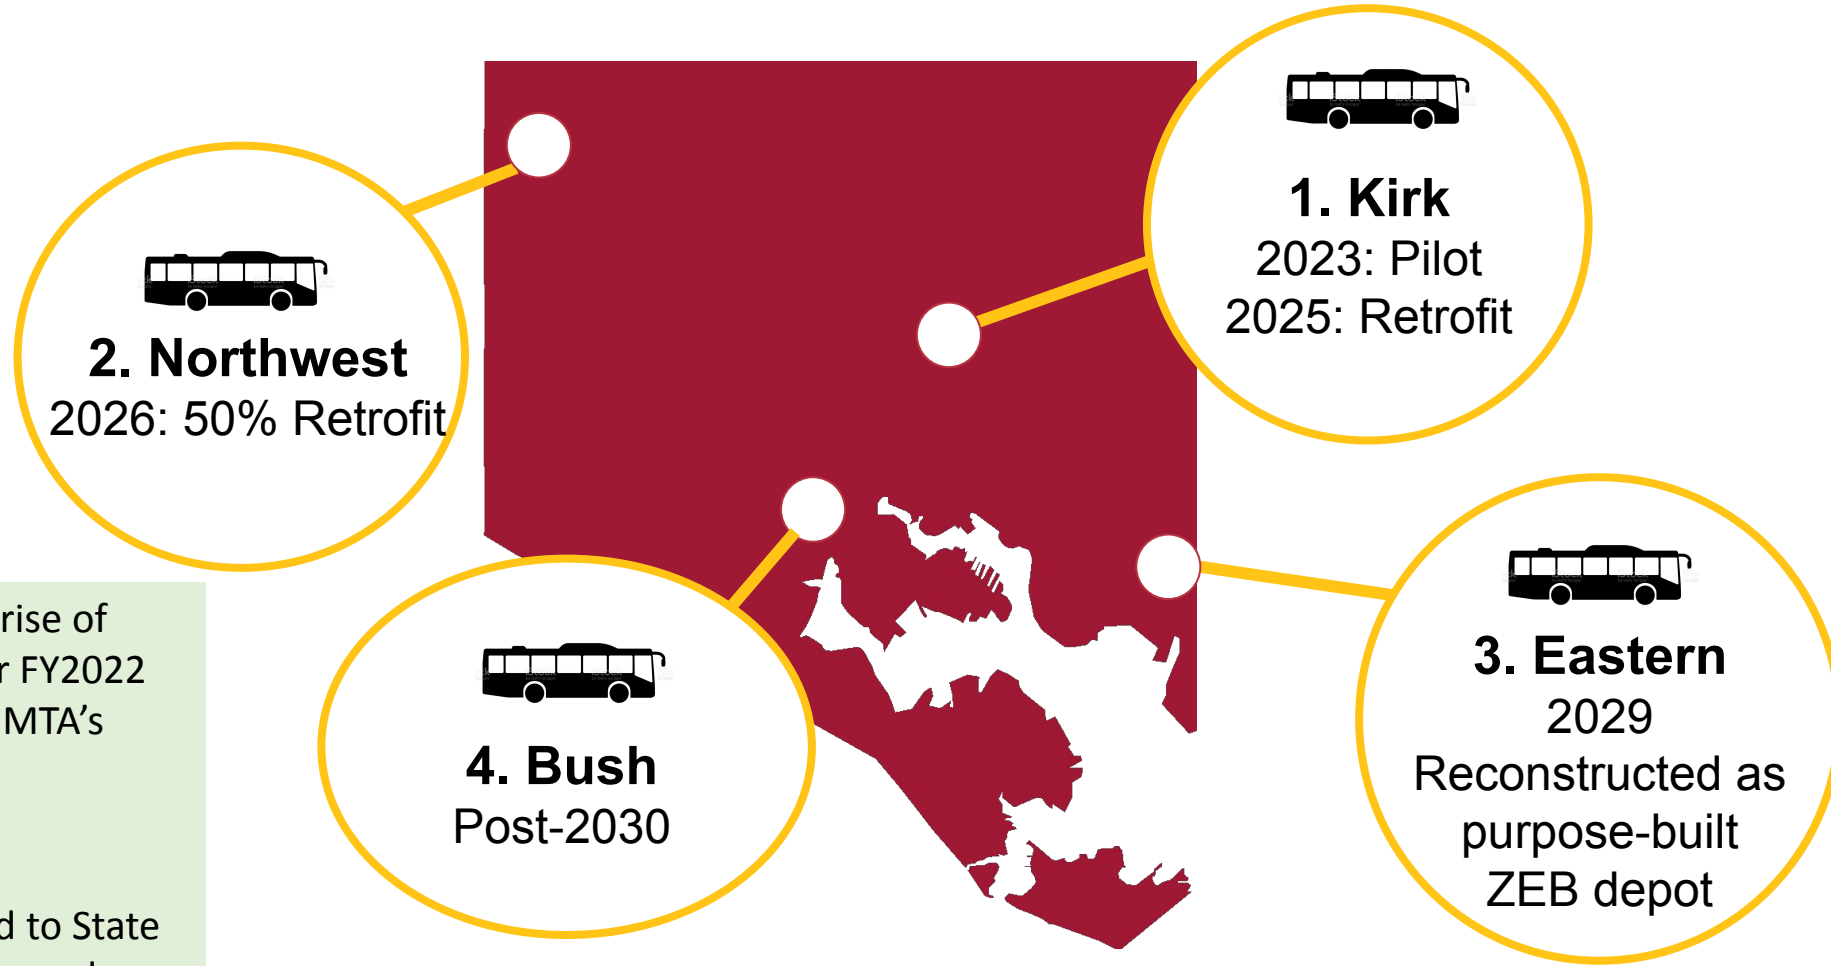 1. Kirk
2023: Pilot
2025: Retrofit
2. Northwest
2026: 50% Retrofit
3. Eastern
2029
Reconstructed as
purpose-built
ZEB depot
4. Bush
Post-2030
rise of
r FY2022
MTA’s
d to State